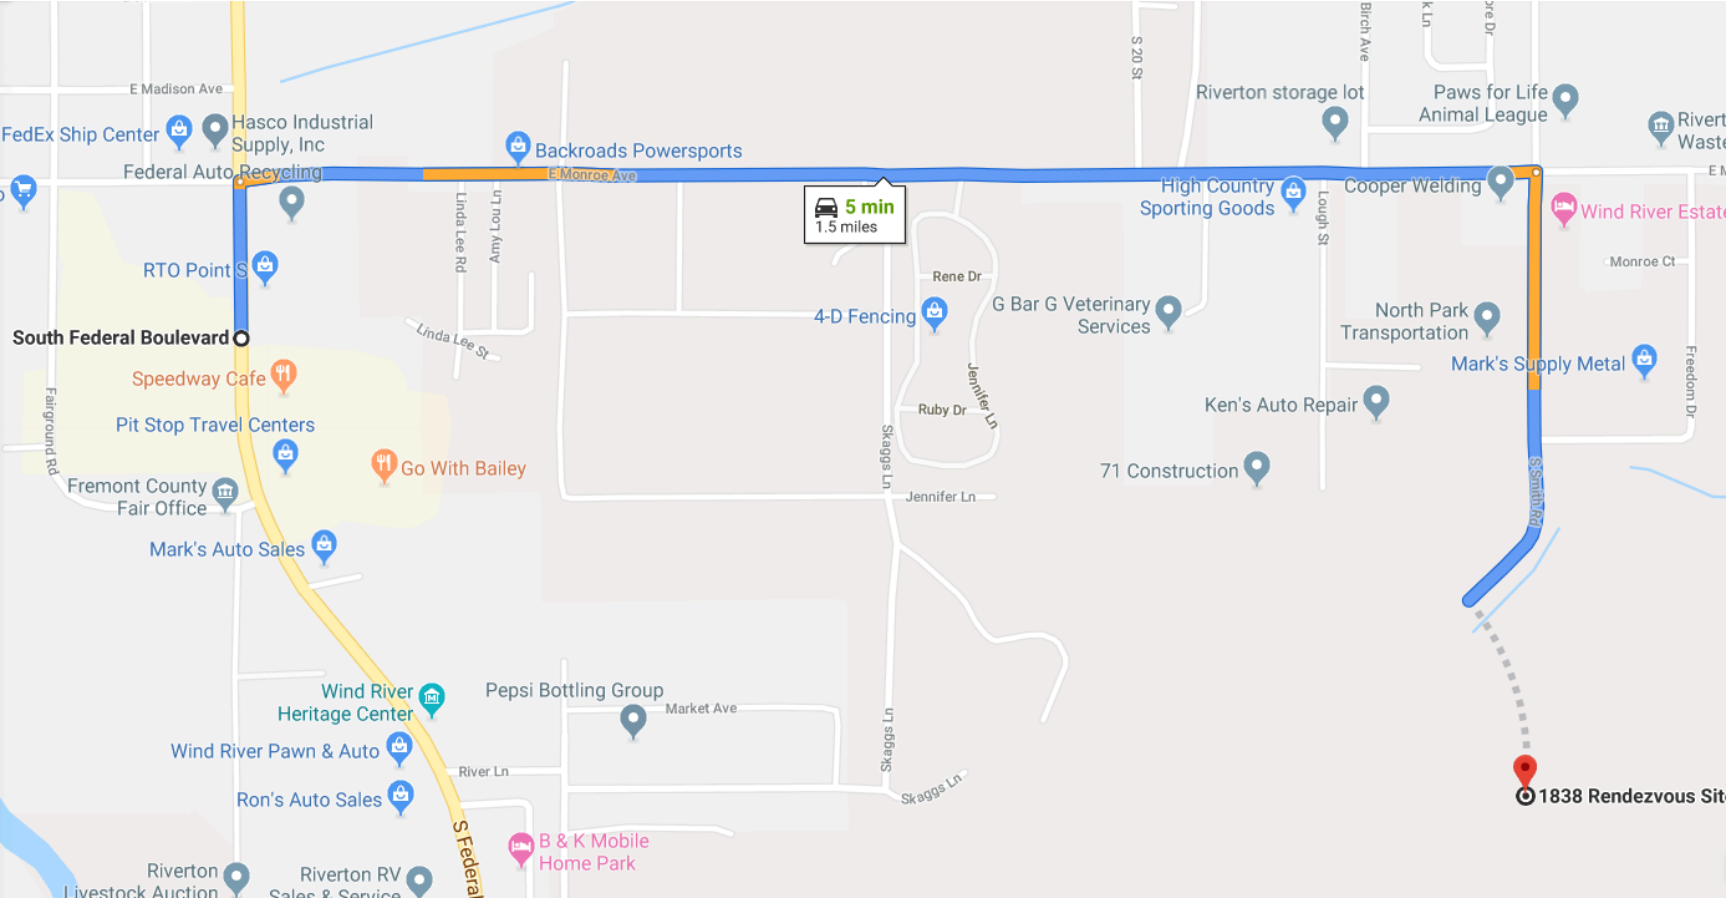 Birch Ave
k Ln
ore Dr
S 20 St
E Madison Ave
Riverton storage lot
Paws for Life
Animal League
FedEx Ship Center
Hasco Industrial
Supply, Inc
Rivert
Waste
Backroads Powersports
Federal Auto Recycling
E Monroe Ave
E M
High Country
Sporting Goods
Cooper Welding
Wind River Estate
5 min
1.5 miles
Linda Lee Rd
Amy Lou Ln
Lough St
RTO Point S
Rene Dr
Monroe Ct
4-D Fencing
G Bar G Veterinary
Services
North Park
Transportation
South Federal Boulevard
Linda Lee St
Mark's Supply Metal
Speedway Cafe
Jennifer Ln
Freedom Dr
Fairground Rd
Ruby Dr
Ken's Auto Repair
Pit Stop Travel Centers
Skaggs Ln
Go With Bailey
71 Construction
S Smith Rd
Fremont County
Fair Office
Jennifer Ln
Mark's Auto Sales
Wind River
Heritage Center
Pepsi Bottling Group
Market Ave
Wind River Pawn & Auto
Skaggs Ln
River Ln
Ron's Auto Sales
Skaggs Ln
1838 Rendezvous Sit
S Federal
B & K Mobile
Home Park
Riverton
Livestock Auction
Riverton RV
Sales & Service